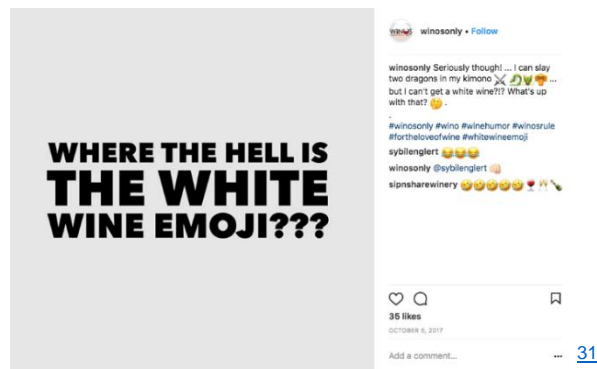 WHERE THE HELL IS
THE WHITE
WINE EMOJI???
WINOS
winosonly • Follow
winosonly Seriously though! ... I can slay
two dragons in my kimono ⚔️ 🐉🐲👘 ...
but I can't get a white wine?!? What's up
with that? 🤔 .
.
#winosonly #wino #winehumor #winosrule
#fortheloveofwine #whitewineemoji
sybilenglert 😂😂😂
winosonly @sybilenglert 👊🏻
sipnsharewinery 🤣🤣🤣🤣🤣🍷🥂🍾
35 likes
OCTOBER 5, 2017
Add a comment... ...
31